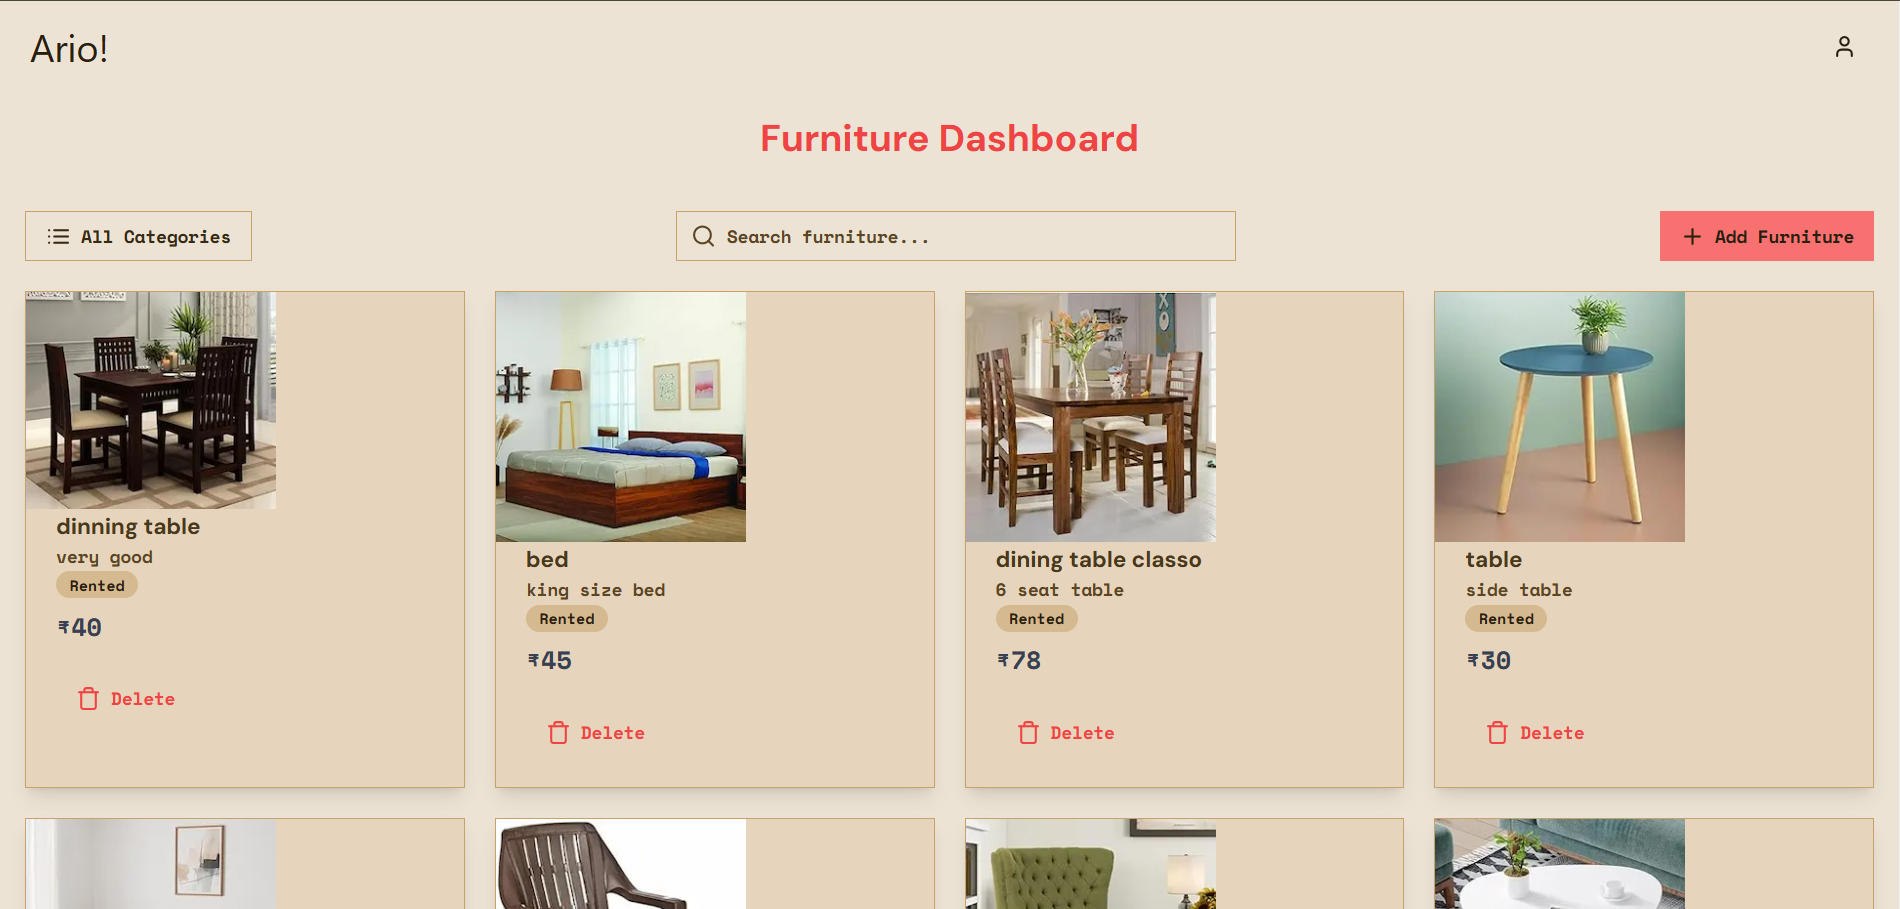 Ario!
Furniture Dashboard
All Categories
Search furniture...
Add Furniture
dinning table
very good
Rented
₹40
Delete
bed
king size bed
Rented
₹45
Delete
dining table classo
6 seat table
Rented
₹78
Delete
table
side table
Rented
₹30
Delete